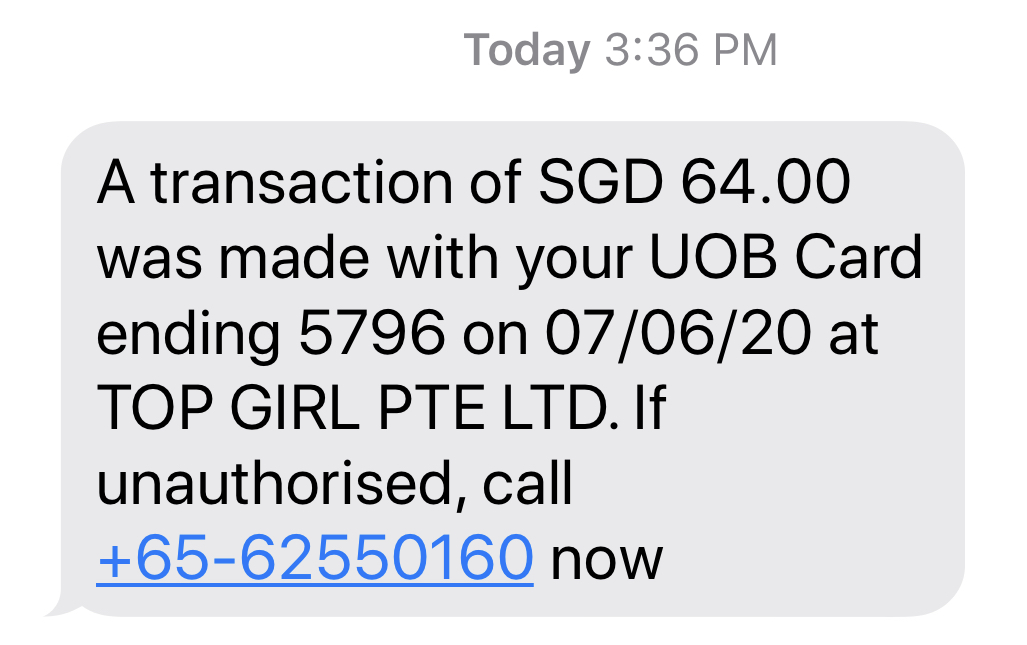 Today 3:36 PM
A transaction of SGD 64.00
was made with your UOB Card
ending 5796 on 07/06/20 at
TOP GIRL PTE LTD. If
unauthorised, call
+65-62550160 now